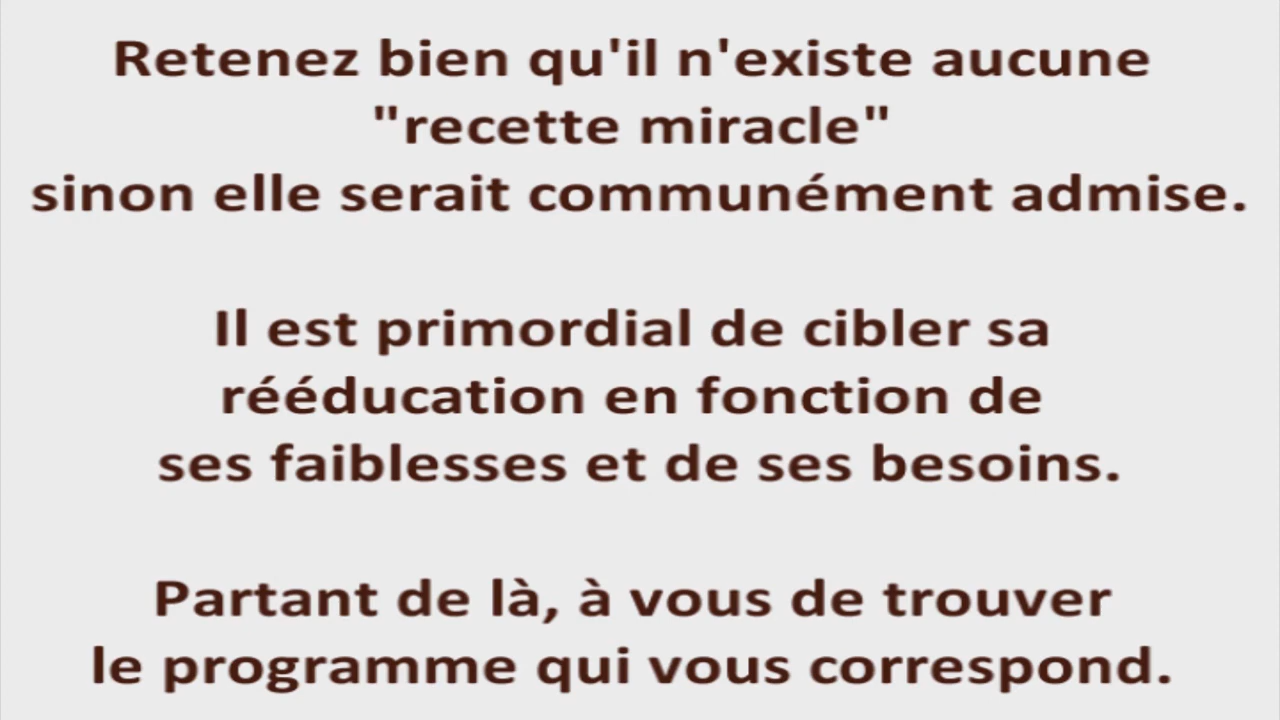 Retenez bien qu'il n'existe aucune
"recette miracle"
sinon elle serait communément admise.
Il est primordial de cibler sa
rééducation en fonction de
ses faiblesses et de ses besoins.
Partant de là, à vous de trouver
le programme qui vous correspond.